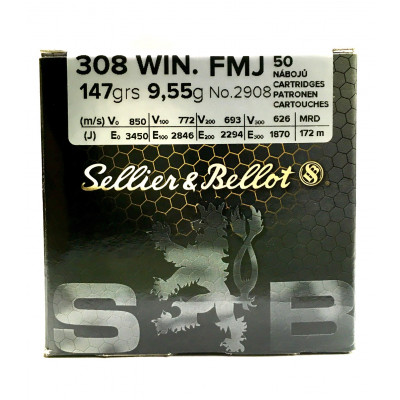 308 WIN. FMJ 50
NÁBOJŮ
CARTRIDGES
147grs 9,55g No.2908 PATRONEN
CARTOUCHES
(m/s) V₀ 850 V₁₀₀ 772 V₂₀₀ 693 V₃₀₀ 626 MRD
(J) E₀ 3450 E₁₀₀ 2846 E₂₀₀ 2294 E₃₀₀ 1870 172 m
Sellier & Bellot
S B